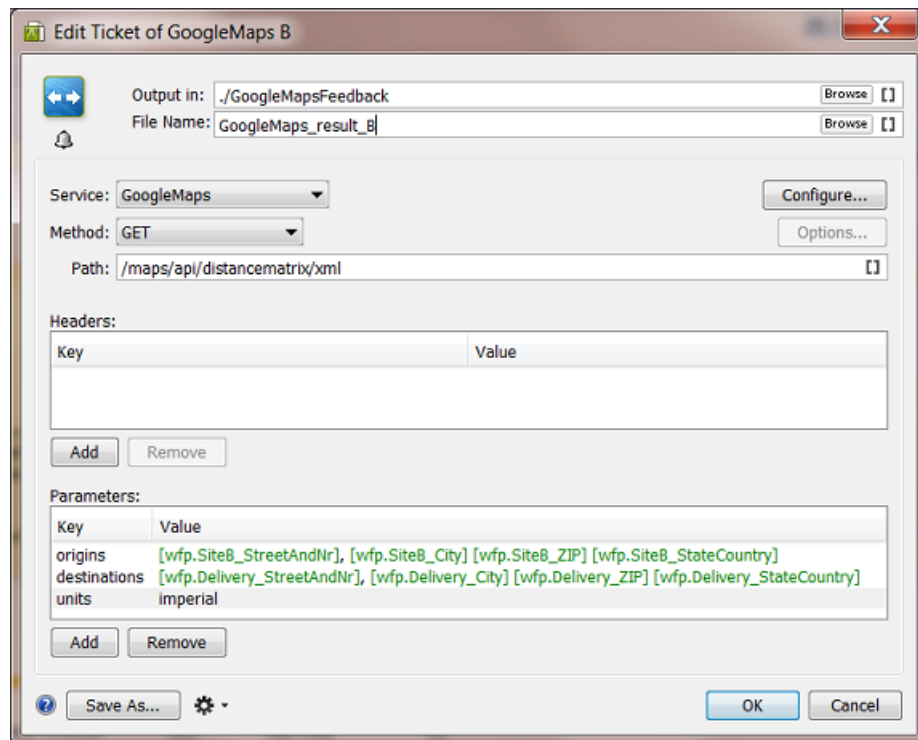 Edit Ticket of GoogleMaps B
Output in: ./GoogleMapsFeedback Browse []
File Name: GoogleMaps_result_B Browse []
Service: GoogleMaps Configure...
Method: GET Options...
Path: /maps/api/distancematrix/xml []
Headers:
Key Value
Add Remove
Parameters:
Key Value
origins [wfp.SiteB_StreetAndNr], [wfp.SiteB_City] [wfp.SiteB_ZIP] [wfp.SiteB_StateCountry]
destinations [wfp.Delivery_StreetAndNr], [wfp.Delivery_City] [wfp.Delivery_ZIP] [wfp.Delivery_StateCountry]
units imperial
Add Remove
? Save As... OK Cancel